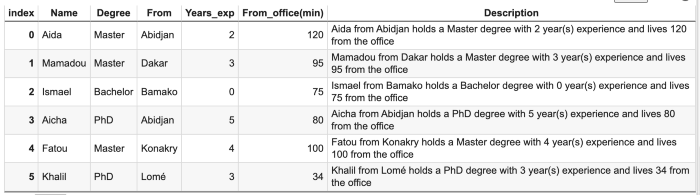 index Name Degree From Years_exp From_office(min) Description
0 Aida Master Abidjan 2 120 Aida from Abidjan holds a Master degree with 2 year(s) experience and lives 120
from the office
1 Mamadou Master Dakar 3 95 Mamadou from Dakar holds a Master degree with 3 year(s) experience and lives
95 from the office
2 Ismael Bachelor Bamako 0 75 Ismael from Bamako holds a Bachelor degree with 0 year(s) experience and lives
75 from the office
3 Aicha PhD Abidjan 5 80 Aicha from Abidjan holds a PhD degree with 5 year(s) experience and lives 80
from the office
4 Fatou Master Konakry 4 100 Fatou from Konakry holds a Master degree with 4 year(s) experience and lives
100 from the office
5 Khalil PhD Lomé 3 34 Khalil from Lomé holds a PhD degree with 3 year(s) experience and lives 34 from
the office